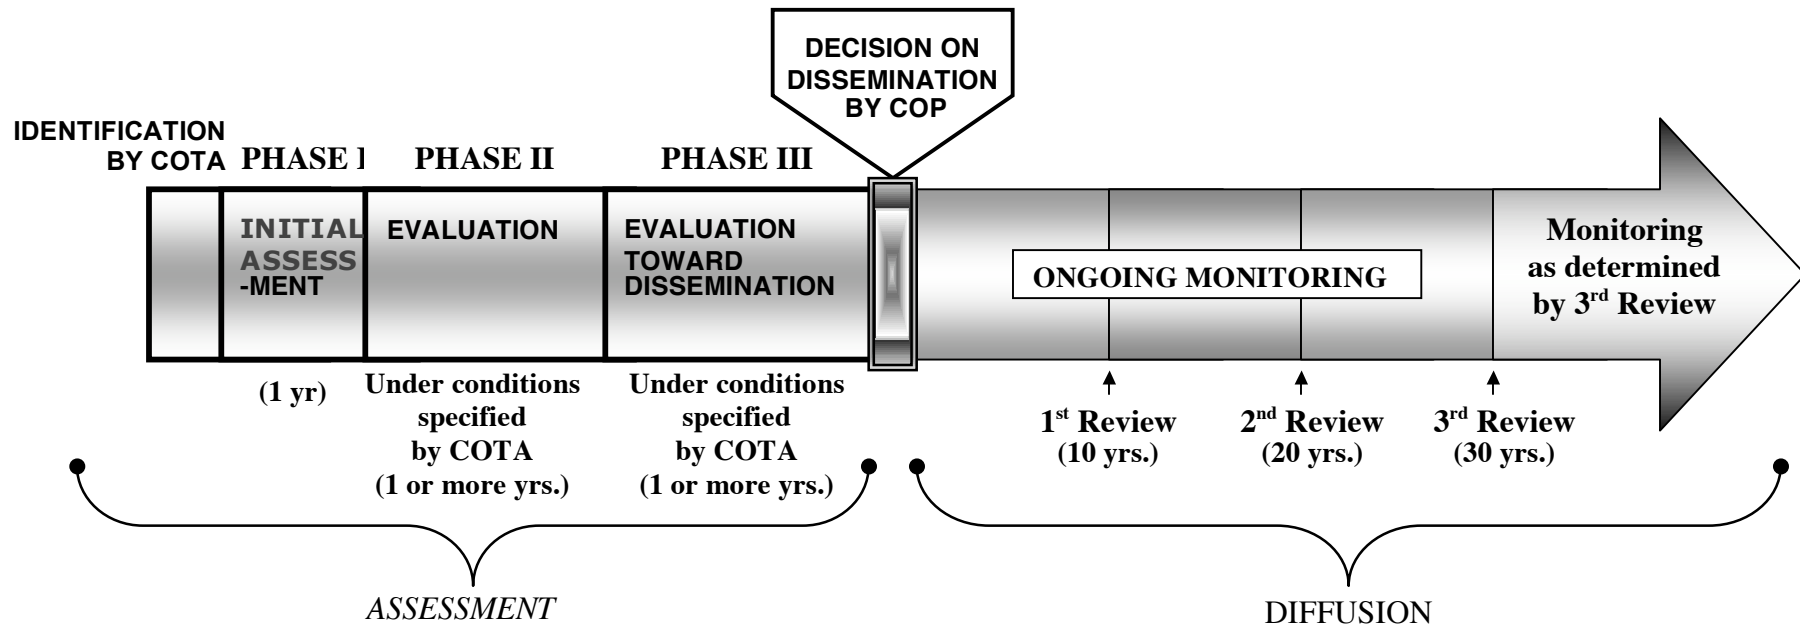 DECISION ON
DISSEMINATION
BY COP
IDENTIFICATION
BY COTA
PHASE I
PHASE II
PHASE III
INITIAL
ASSESS
-MENT
EVALUATION
EVALUATION
TOWARD
DISSEMINATION
ONGOING MONITORING
Monitoring
as determined
by 3rd Review
(1 yr)
Under conditions
specified
by COTA
(1 or more yrs.)
Under conditions
specified
by COTA
(1 or more yrs.)
1st Review
(10 yrs.)
2nd Review
(20 yrs.)
3rd Review
(30 yrs.)
ASSESSMENT
DIFFUSION